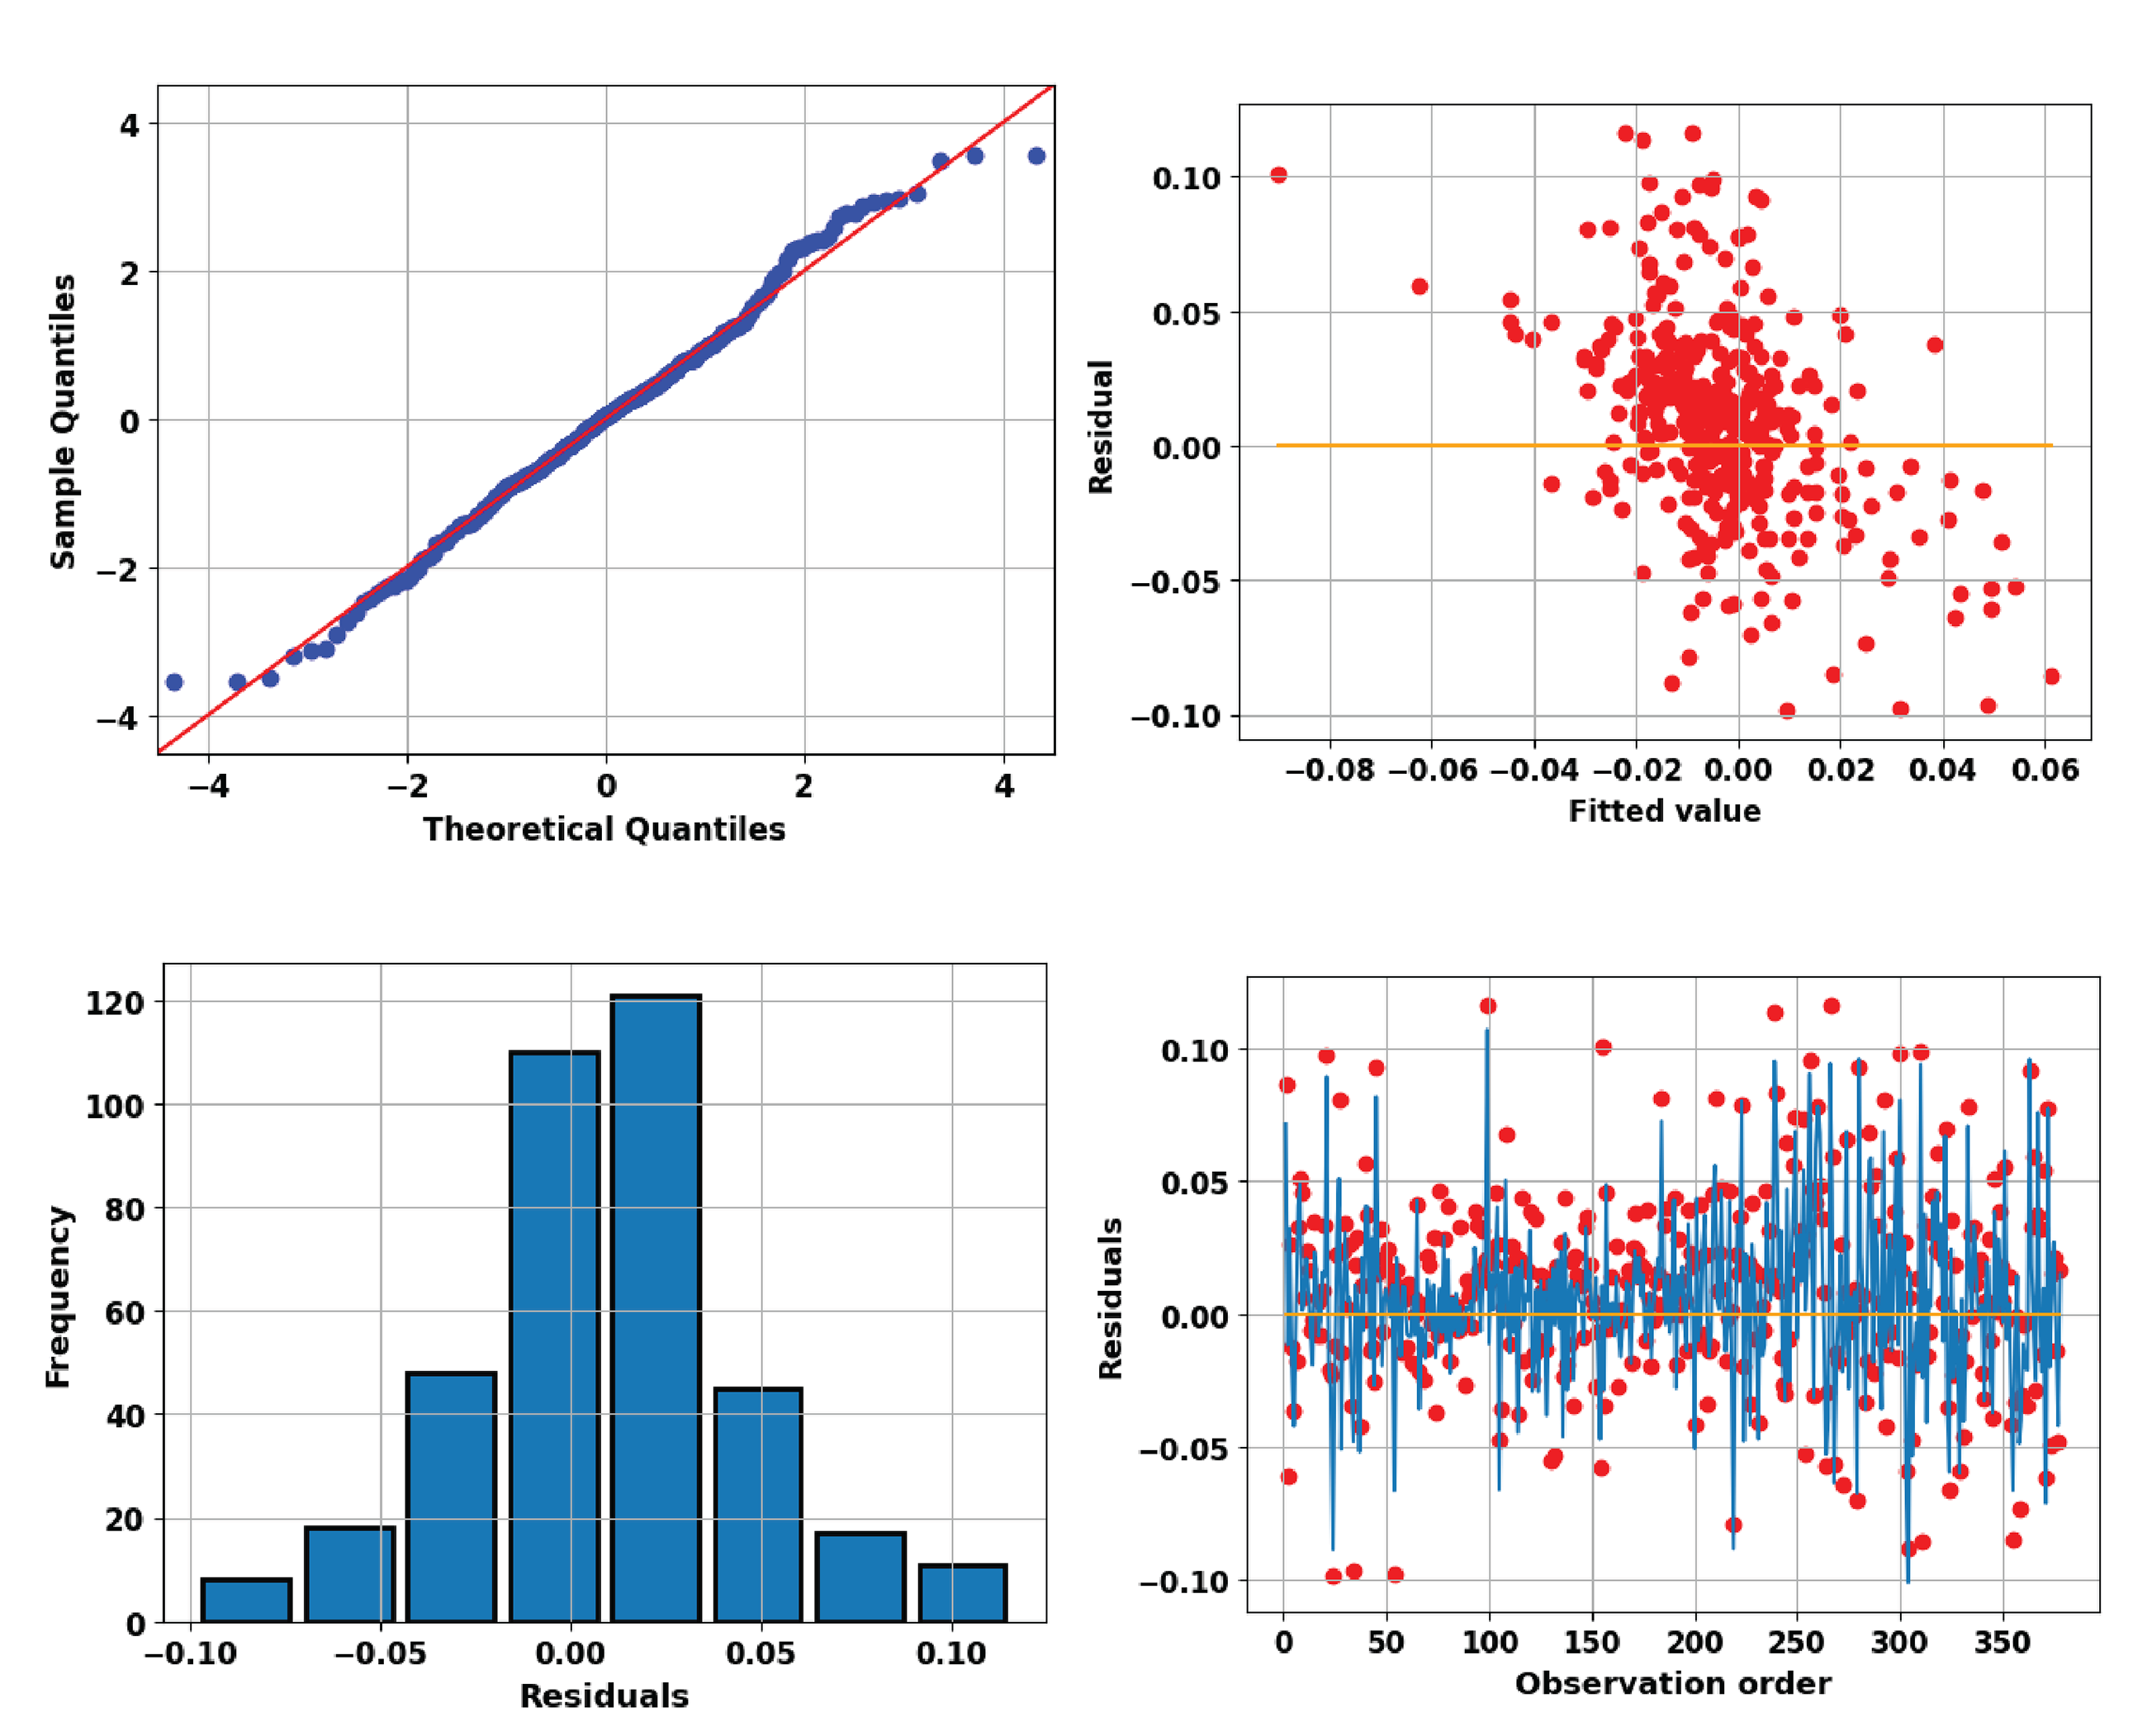 4
2
0
−2
−4
Sample Quantiles
−4 −2 0 2 4
Theoretical Quantiles
0.10
0.05
0.00
−0.05
−0.10
Residual
−0.08 −0.06 −0.04 −0.02 0.00 0.02 0.04 0.06
Fitted value
120
100
80
60
40
20
0
Frequency
−0.10 −0.05 0.00 0.05 0.10
Residuals
0.10
0.05
0.00
−0.05
−0.10
Residuals
0 50 100 150 200 250 300 350
Observation order